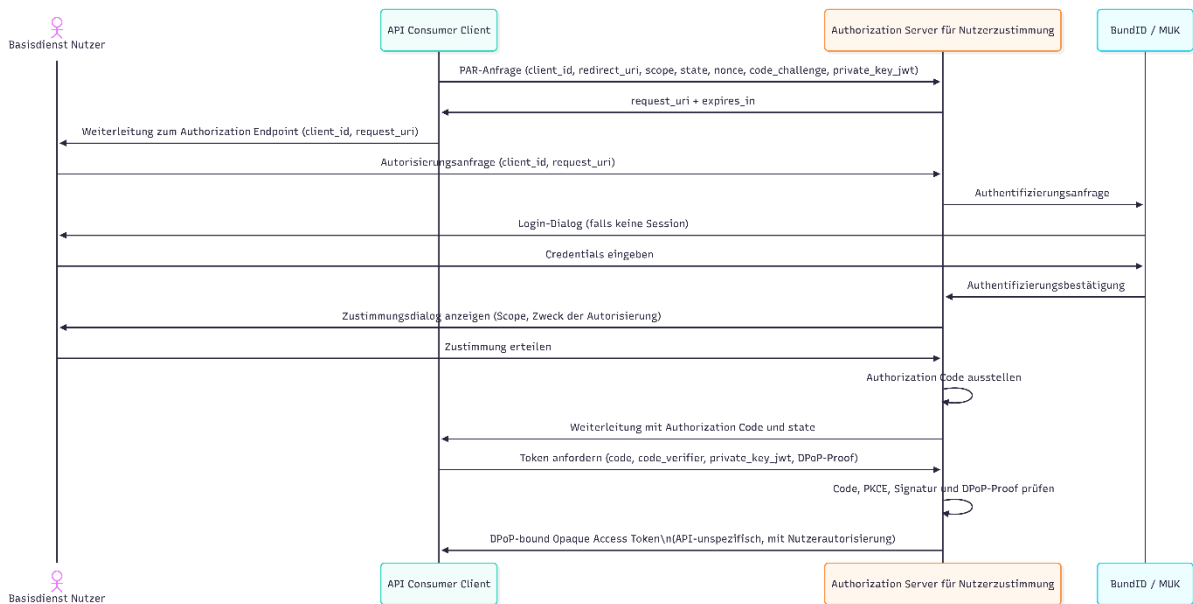 Basisdienst Nutzer
API Consumer Client
Authorization Server für Nutzerzustimmung
BundID / MUK
PAR-Anfrage (client_id, redirect_uri, scope, state, nonce, code_challenge, private_key_jwt)
request_uri + expires_in
Weiterleitung zum Authorization Endpoint (client_id, request_uri)
Autorisierungsanfrage (client_id, request_uri)
Authentifizierungsanfrage
Login-Dialog (falls keine Session)
Credentials eingeben
Authentifizierungsbestätigung
Zustimmungsdialog anzeigen (Scope, Zweck der Autorisierung)
Zustimmung erteilen
Authorization Code ausstellen
Weiterleitung mit Authorization Code und state
Token anfordern (code, code_verifier, private_key_jwt, DPoP-Proof)
Code, PKCE, Signatur und DPoP-Proof prüfen
DPoP-bound Opaque Access Token\n(API-unspezifisch, mit Nutzerautorisierung)
Basisdienst Nutzer
API Consumer Client
Authorization Server für Nutzerzustimmung
BundID / MUK